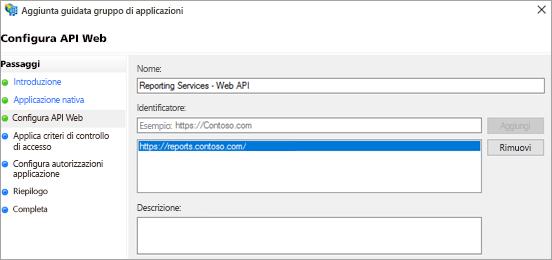 Aggiunta guidata gruppo di applicazioni
Configura API Web
Passaggi
Introduzione
Applicazione nativa
Configura API Web
Applica criteri di controllo
di accesso
Configura autorizzazioni
applicazione
Riepilogo
Completa
Nome:
Reporting Services - Web API
Identificatore:
Esempio: https://Contoso.com
Aggiungi
https://reports.contoso.com/
Rimuovi
Descrizione: